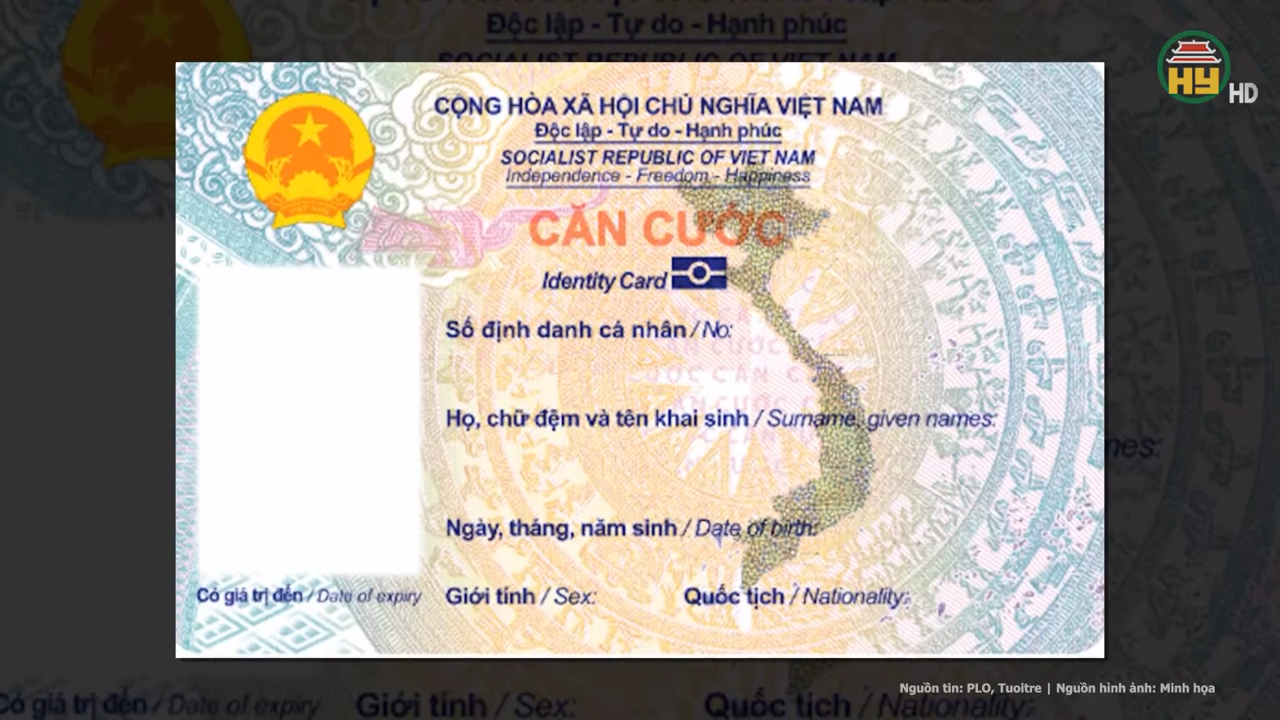 Độc lập - Tự do - Hạnh phúc
SOCIALIST REPUBLIC OF VIET NAM
HY HD
CỘNG HÒA XÃ HỘI CHỦ NGHĨA VIỆT NAM
Độc lập - Tự do - Hạnh phúc
SOCIALIST REPUBLIC OF VIET NAM
Independence - Freedom - Happiness
CĂN CƯỚC
Identity Card
Số định danh cá nhân / No:
Họ, chữ đệm và tên khai sinh / Surname, given names:
nes:
Ngày, tháng, năm sinh / Date of birth:
Có giá trị đến / Date of expiry
Giới tính / Sex:
Quốc tịch / Nationality:
Nguồn tin: PLO, Tuoitre | Nguồn hình ảnh: Minh họa
Có giá trị đến / Date of expiry
Giới tính / Sex:
Quốc tịch / Nationality: